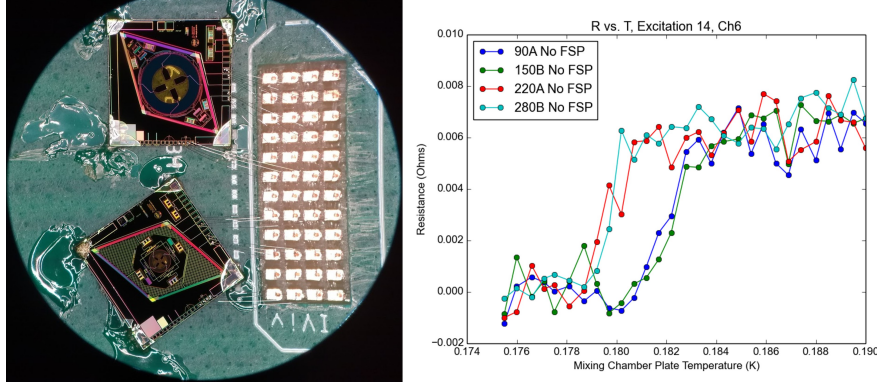 IViV
R vs. T, Excitation 14, Ch6
0.010
0.008
0.006
0.004
0.002
0.000
−0.002
Resistance (Ohms)
90A No FSP
150B No FSP
220A No FSP
280B No FSP
0.174 0.176 0.178 0.180 0.182 0.184 0.186 0.188 0.190
Mixing Chamber Plate Temperature (K)